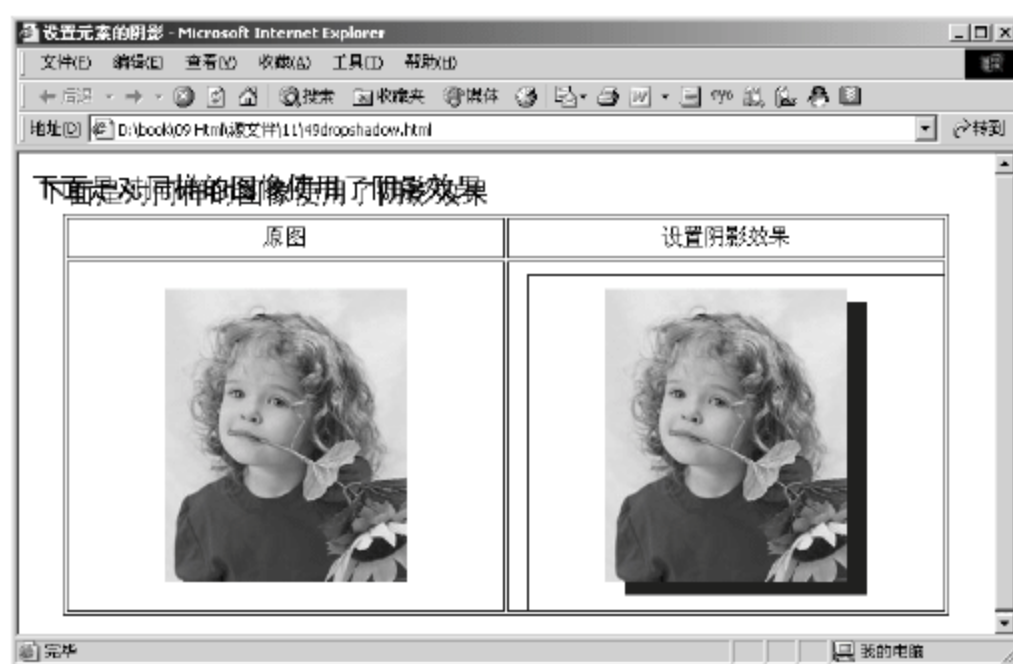 设置元素的阴影 - Microsoft Internet Explorer
文件(F) 编辑(E) 查看(V) 收藏(A) 工具(T) 帮助(H)
后退 搜索 收藏夹 媒体
地址(D) D:\book\09 Html\源文件\11\49dropshadow.html 转到
下面是对同样的图像使用了阴影效果
原图 设置阴影效果
完毕 我的电脑